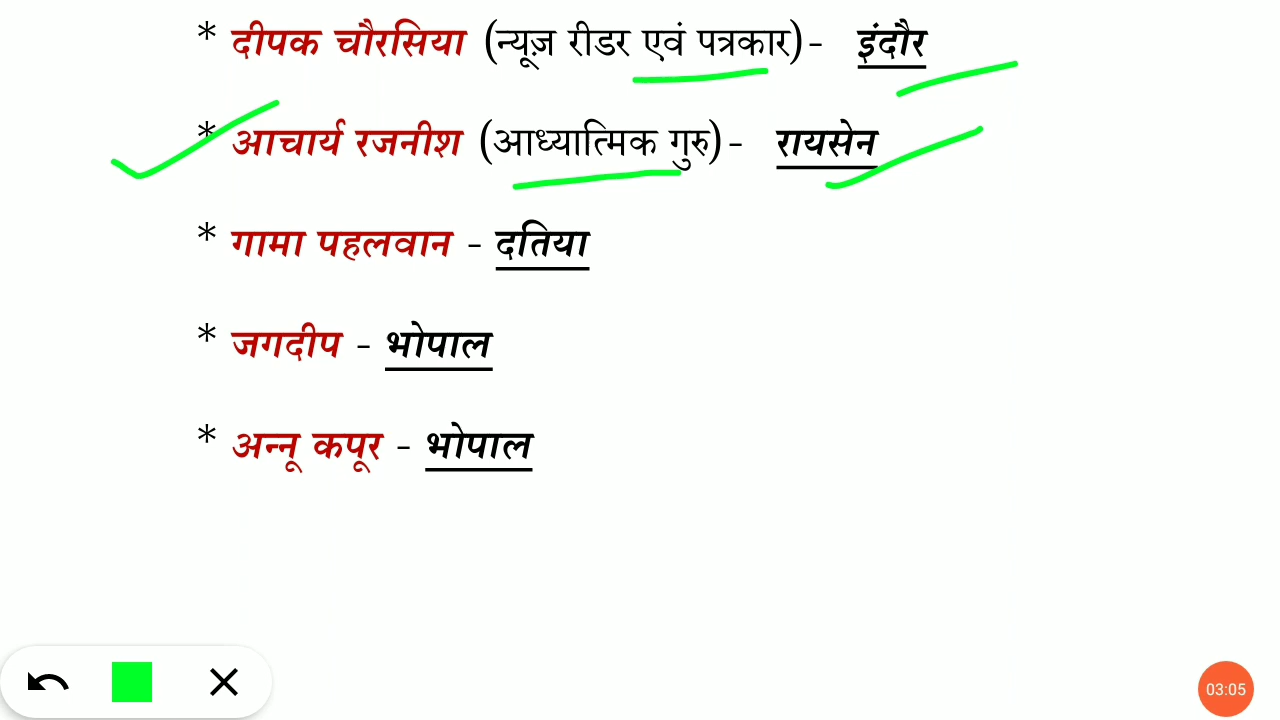 * दीपक चौरसिया (न्यूज़ रीडर एवं पत्रकार)- इंदौर
* आचार्य रजनीश (आध्यात्मिक गुरु)- रायसेन
* गामा पहलवान - दतिया
* जगदीप - भोपाल
* अन्नू कपूर - भोपाल
03:05